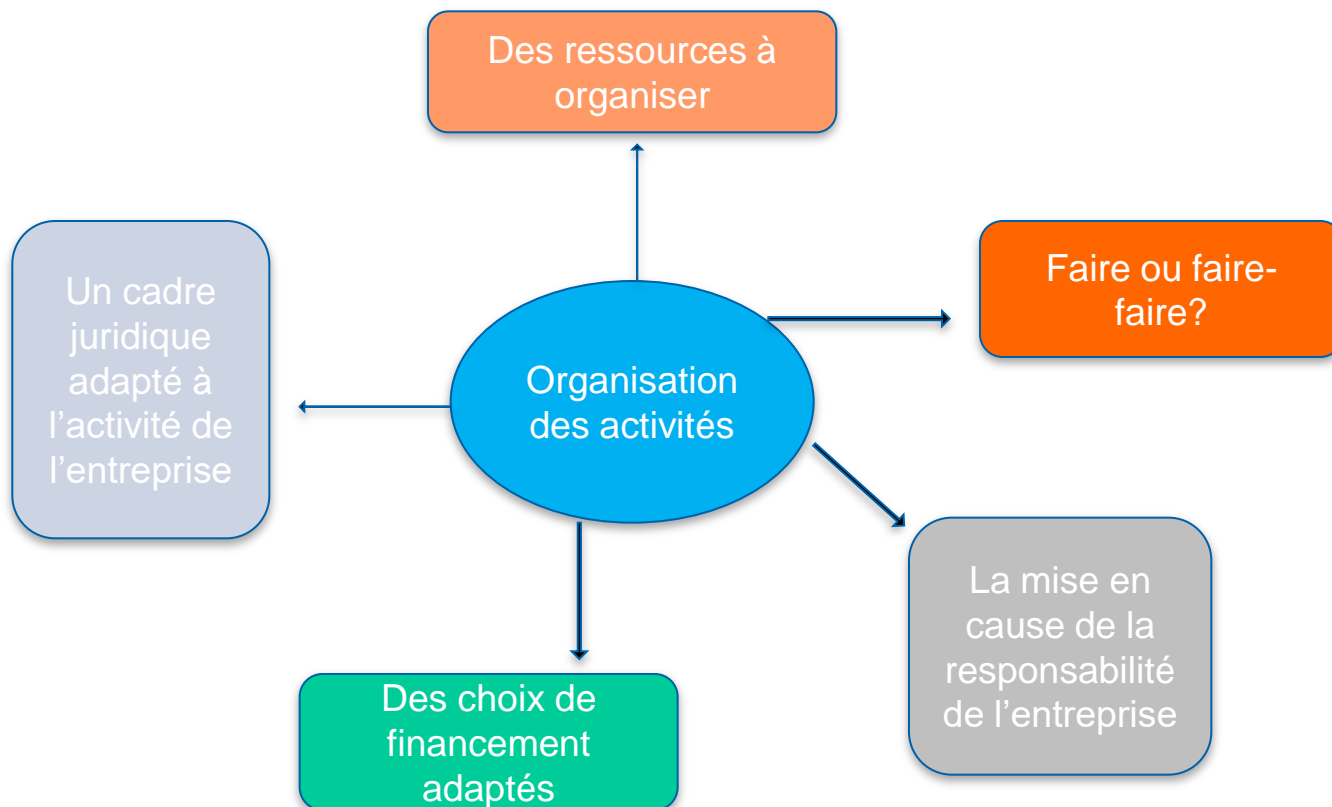 Des ressources à
organiser
Faire ou faire-
faire?
Un cadre
juridique
adapté à
l’activité de
l’entreprise
Organisation
des activités
La mise en
cause de la
responsabilité
de l’entreprise
Des choix de
financement
adaptés